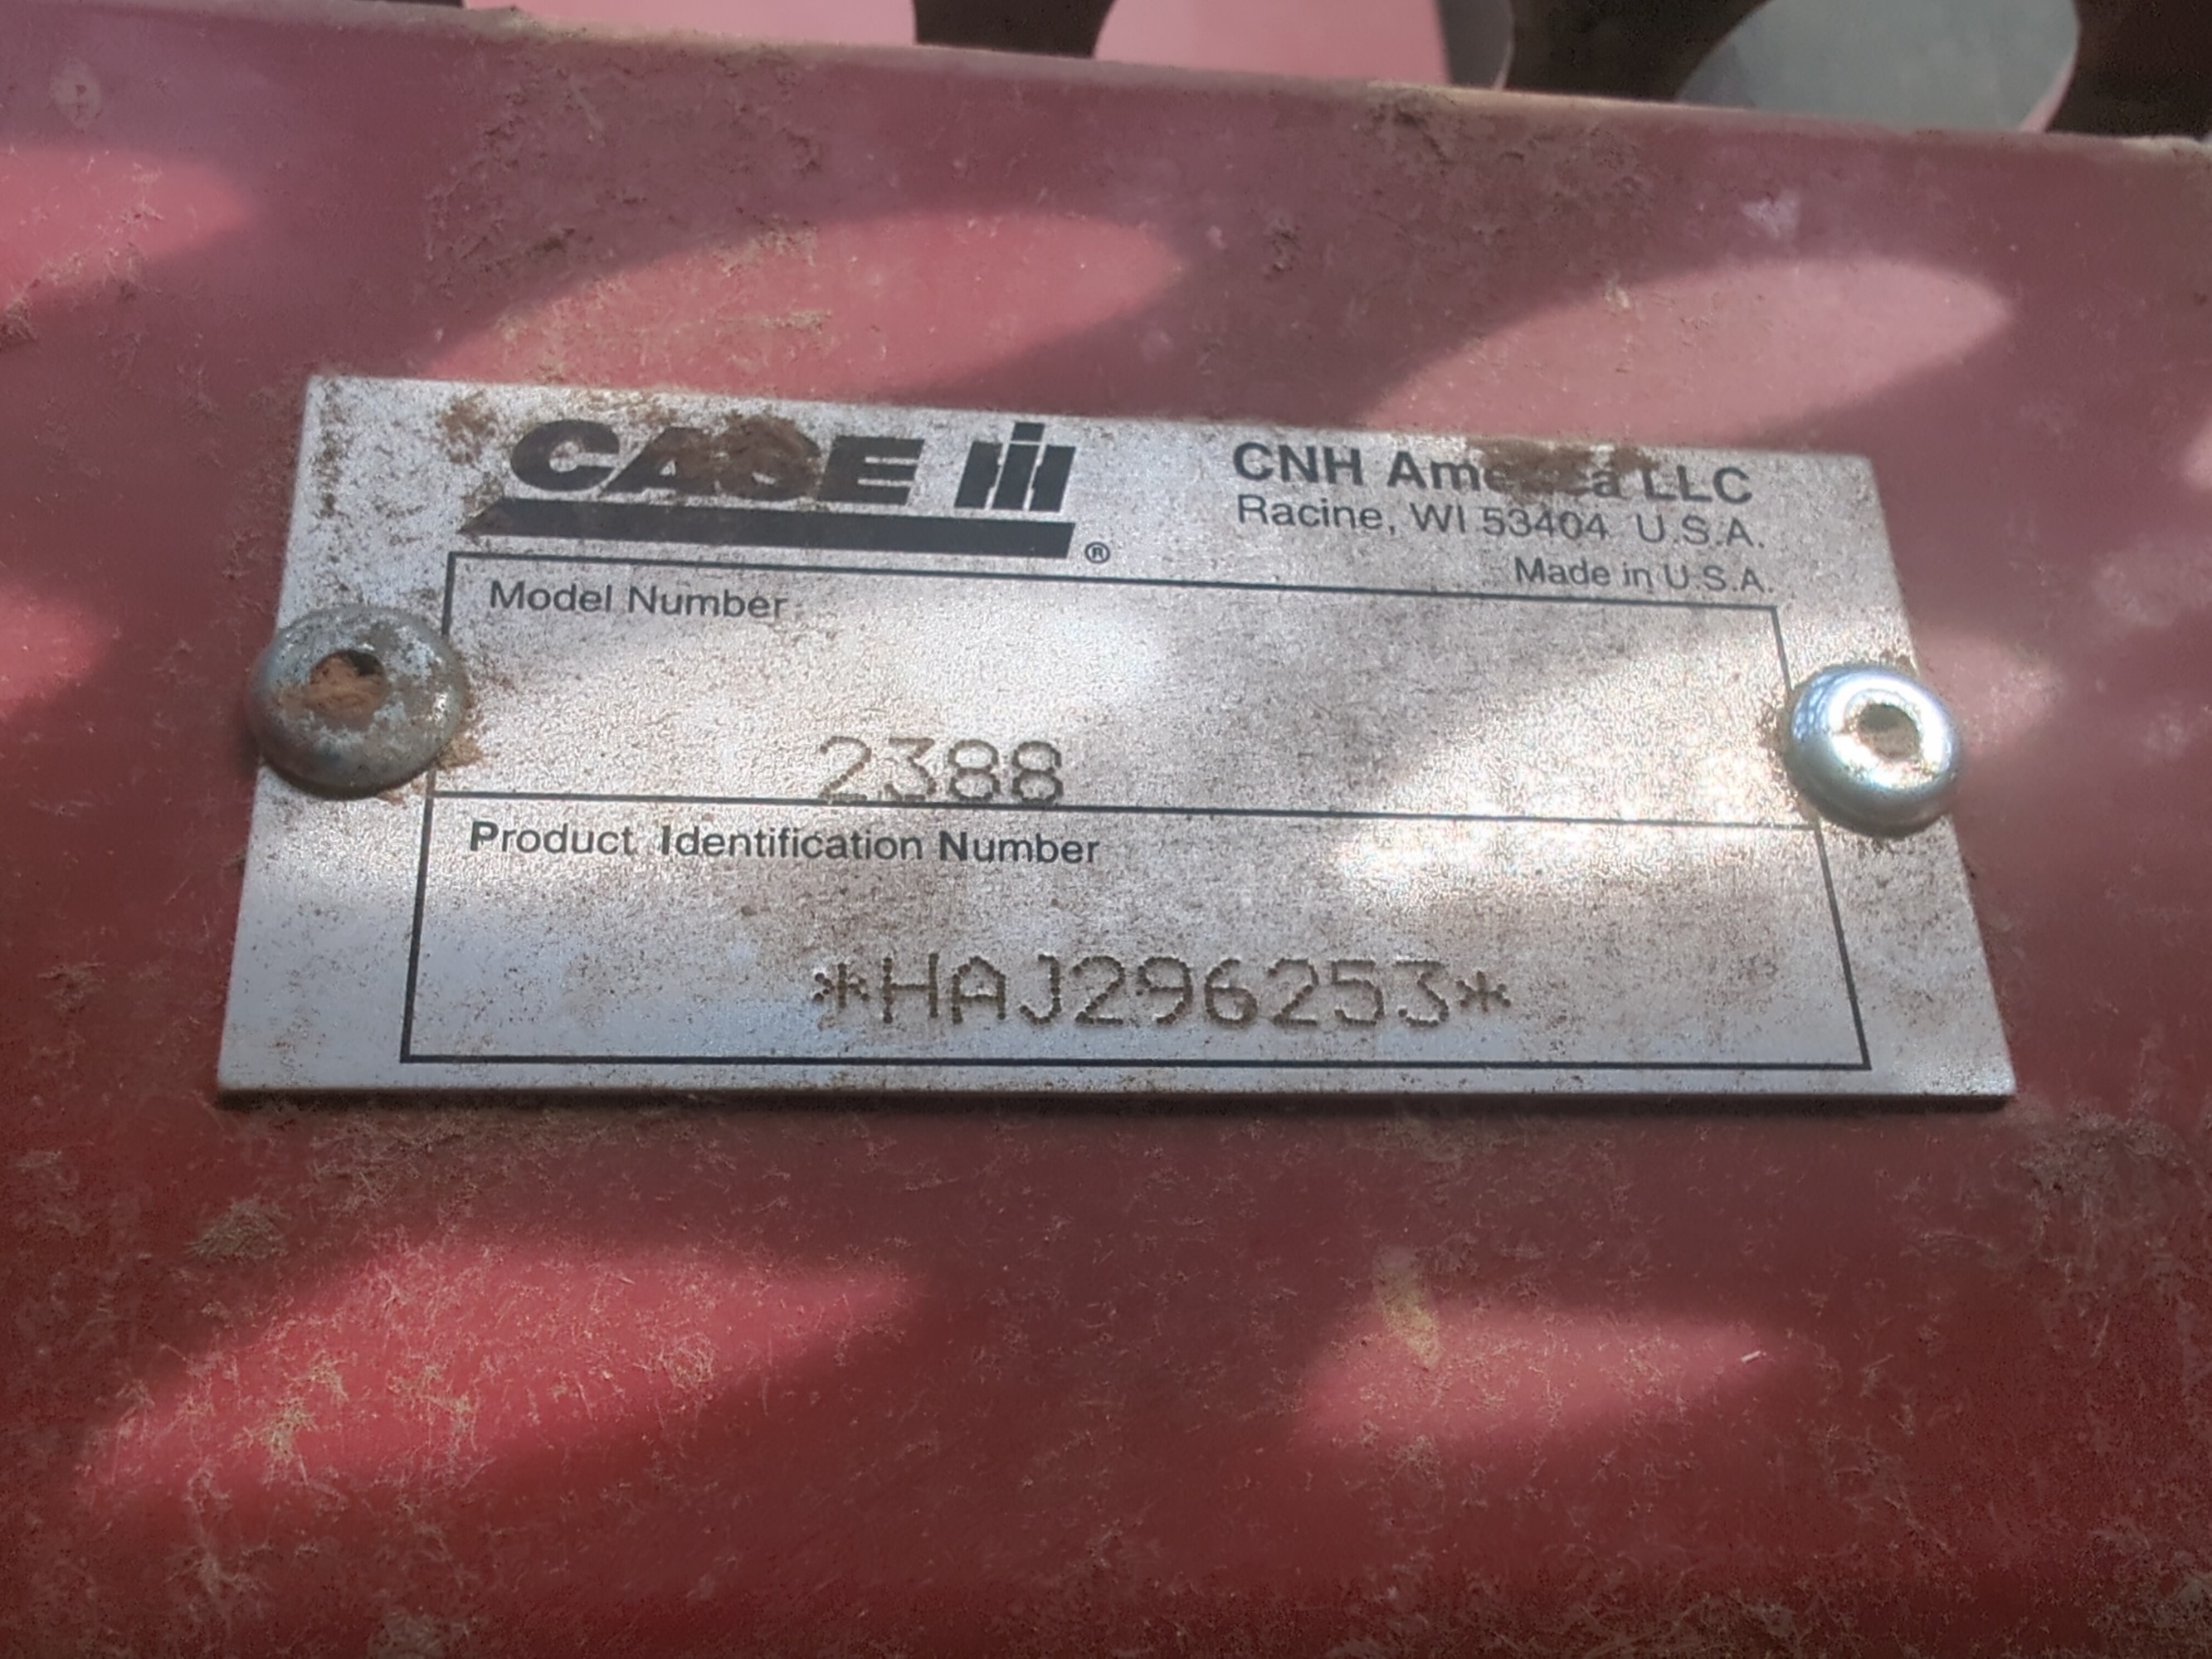 CASE IH ®
CNH America LLC
Racine, WI 53404 U.S.A.
Made in U.S.A.
Model Number
2388
Product Identification Number
*HAJ296253*